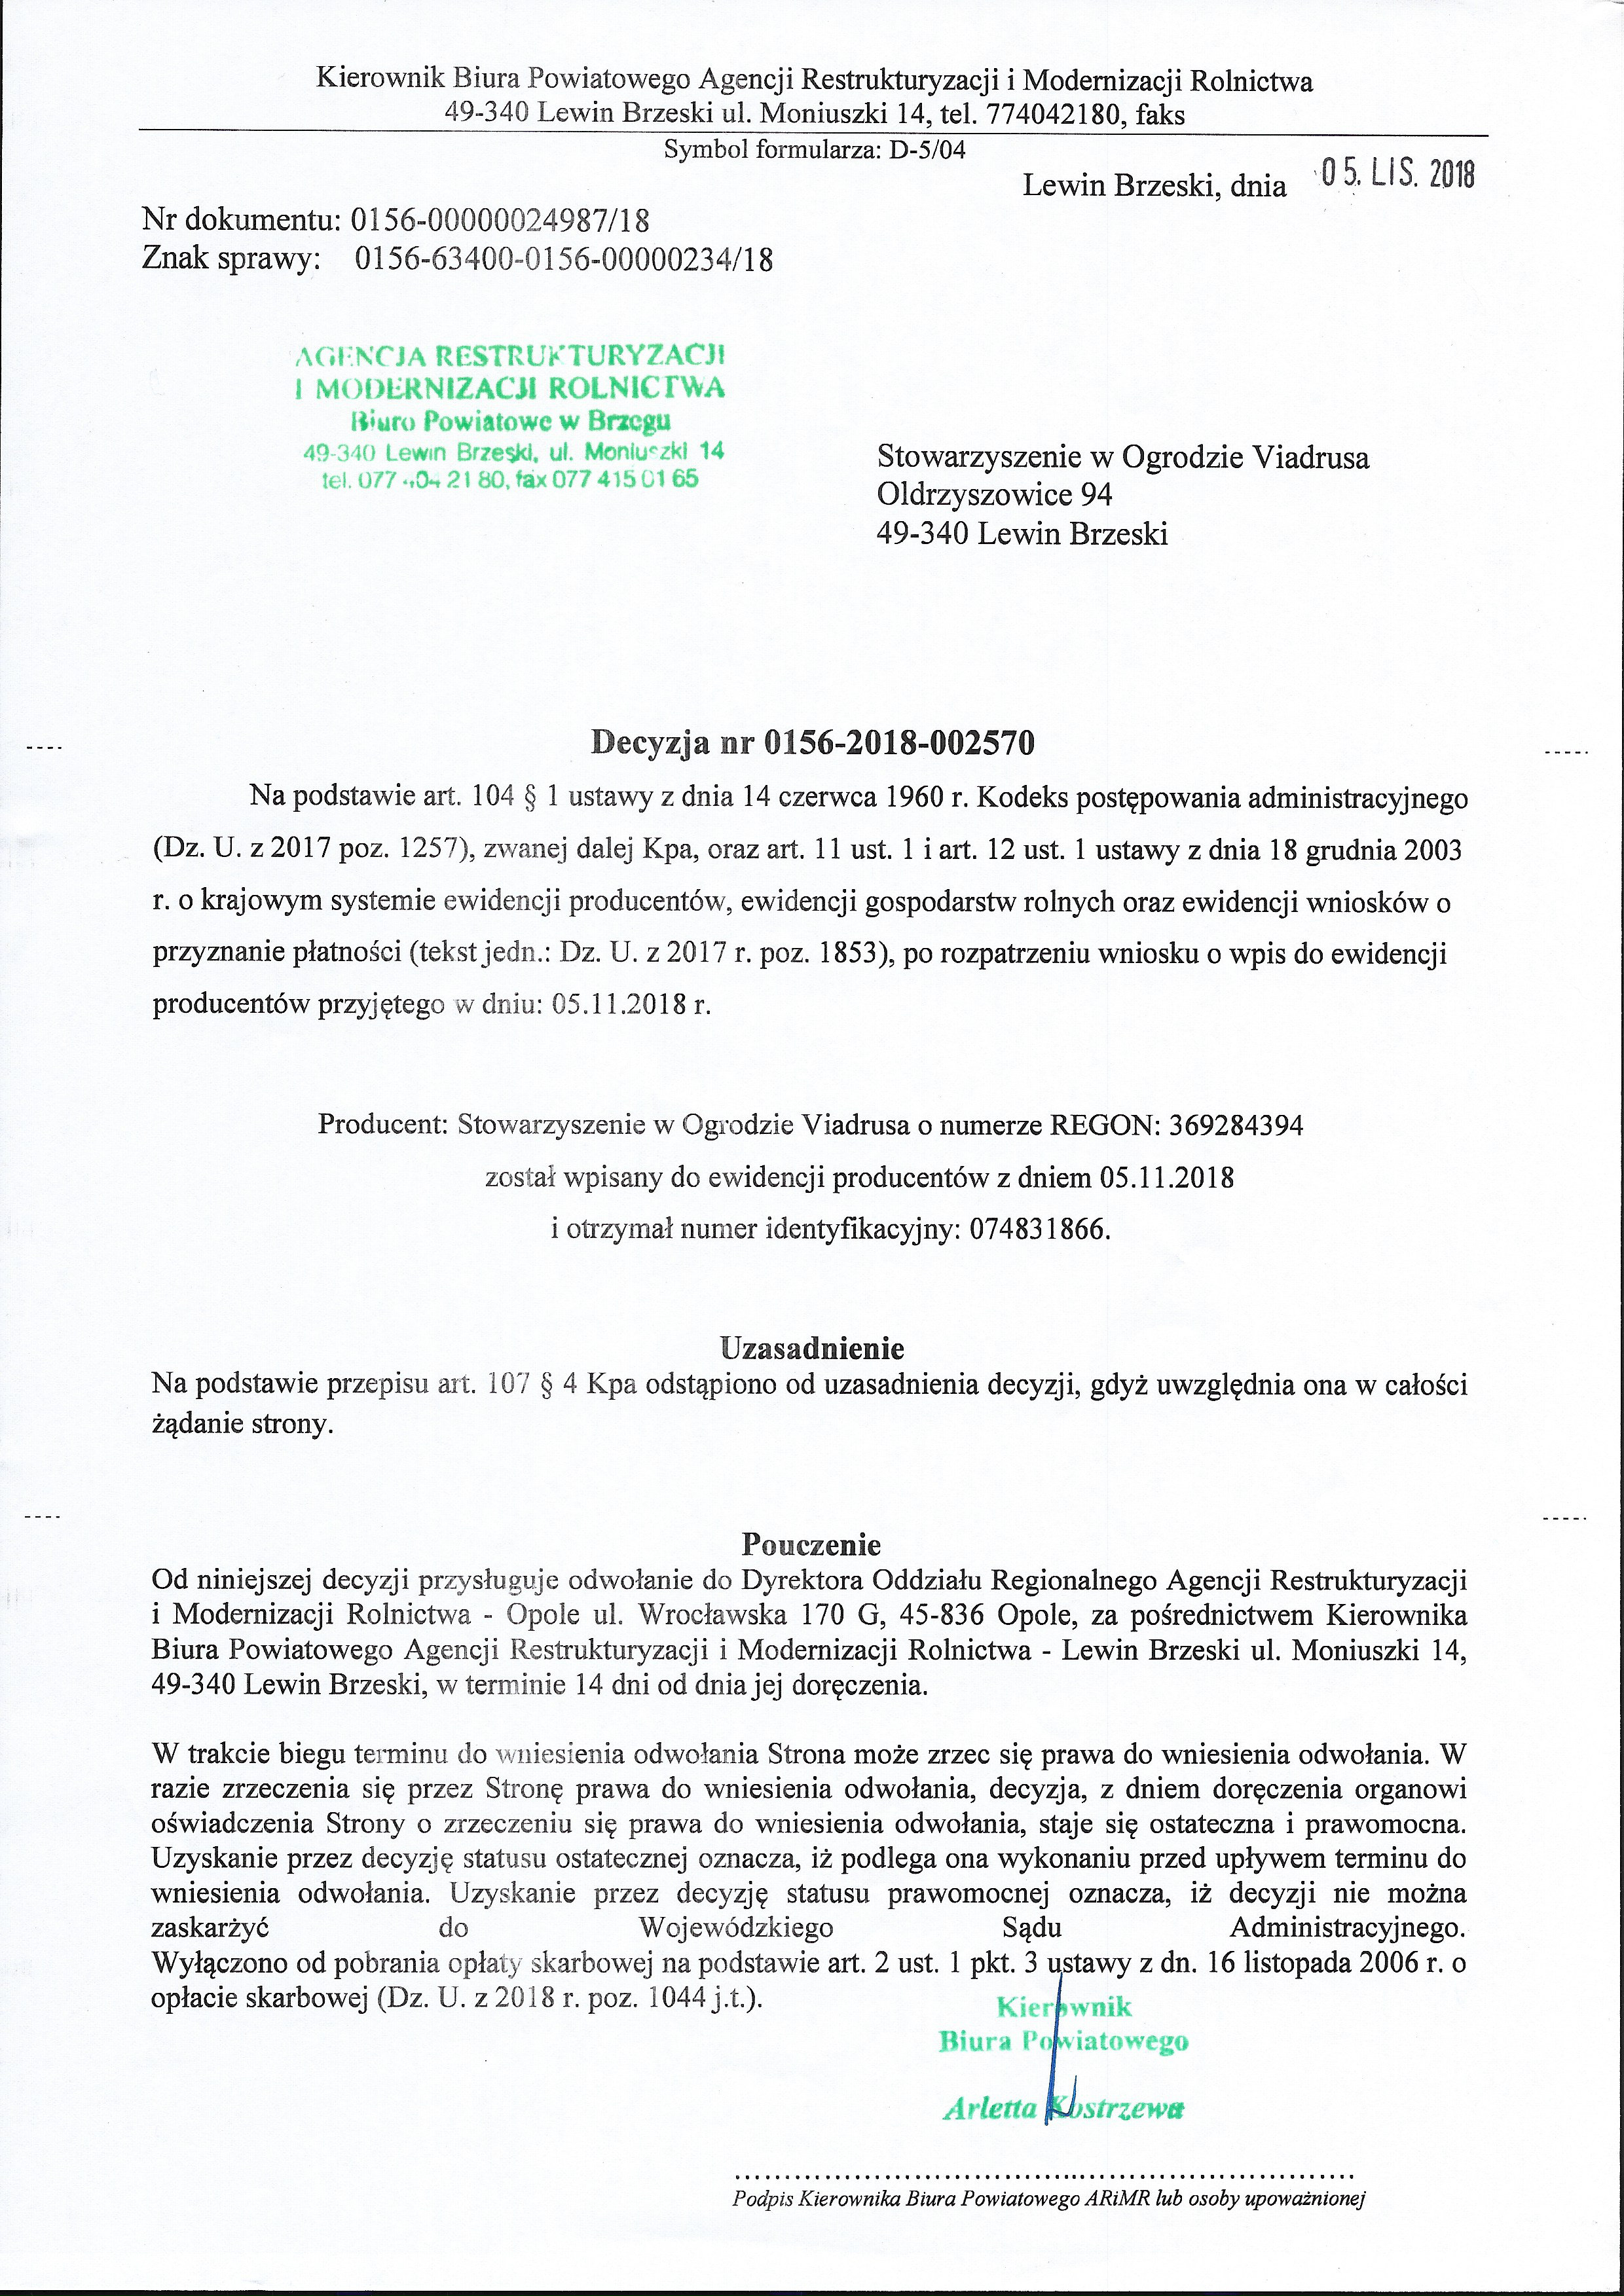 Kierownik Biura Powiatowego Agencji Restrukturyzacji i Modernizacji Rolnictwa
49-340 Lewin Brzeski ul. Moniuszki 14, tel. 774042180, faks
Symbol formularza: D-5/04
Lewin Brzeski, dnia 05. LIS. 2018
Nr dokumentu: 0156-00000024987/18
Znak sprawy: 0156-63400-0156-00000234/18
AGENCJA RESTRUKTURYZACJI
I MODERNIZACJI ROLNICTWA
Biuro Powiatowe w Brzegu
49-340 Lewin Brzeski, ul. Moniuszki 14
tel. 077 404 21 80, fax 077 415 01 65
Stowarzyszenie w Ogrodzie Viadrusa
Oldrzyszowice 94
49-340 Lewin Brzeski
Decyzja nr 0156-2018-002570
Na podstawie art. 104 § 1 ustawy z dnia 14 czerwca 1960 r. Kodeks postępowania administracyjnego
(Dz. U. z 2017 poz. 1257), zwanej dalej Kpa, oraz art. 11 ust. 1 i art. 12 ust. 1 ustawy z dnia 18 grudnia 2003
r. o krajowym systemie ewidencji producentów, ewidencji gospodarstw rolnych oraz ewidencji wniosków o
przyznanie płatności (tekst jedn.: Dz. U. z 2017 r. poz. 1853), po rozpatrzeniu wniosku o wpis do ewidencji
producentów przyjętego w dniu: 05.11.2018 r.
Producent: Stowarzyszenie w Ogrodzie Viadrusa o numerze REGON: 369284394
został wpisany do ewidencji producentów z dniem 05.11.2018
i otrzymał numer identyfikacyjny: 074831866.
Uzasadnienie
Na podstawie przepisu art. 107 § 4 Kpa odstąpiono od uzasadnienia decyzji, gdyż uwzględnia ona w całości
żądanie strony.
Pouczenie
Od niniejszej decyzji przysługuje odwołanie do Dyrektora Oddziału Regionalnego Agencji Restrukturyzacji
i Modernizacji Rolnictwa - Opole ul. Wrocławska 170 G, 45-836 Opole, za pośrednictwem Kierownika
Biura Powiatowego Agencji Restrukturyzacji i Modernizacji Rolnictwa - Lewin Brzeski ul. Moniuszki 14,
49-340 Lewin Brzeski, w terminie 14 dni od dnia jej doręczenia.
W trakcie biegu terminu do wniesienia odwołania Strona może zrzec się prawa do wniesienia odwołania. W
razie zrzeczenia się przez Stronę prawa do wniesienia odwołania, decyzja, z dniem doręczenia organowi
oświadczenia Strony o zrzeczeniu się prawa do wniesienia odwołania, staje się ostateczna i prawomocna.
Uzyskanie przez decyzję statusu ostatecznej oznacza, iż podlega ona wykonaniu przed upływem terminu do
wniesienia odwołania. Uzyskanie przez decyzję statusu prawomocnej oznacza, iż decyzji nie można
zaskarżyć do Wojewódzkiego Sądu Administracyjnego.
Wyłączono od pobrania opłaty skarbowej na podstawie art. 2 ust. 1 pkt. 3 ustawy z dn. 16 listopada 2006 r. o
opłacie skarbowej (Dz. U. z 2018 r. poz. 1044 j.t.).
Kierownik
Biura Powiatowego
Arletta Kostrzewa
Podpis Kierownika Biura Powiatowego ARiMR lub osoby upoważnionej